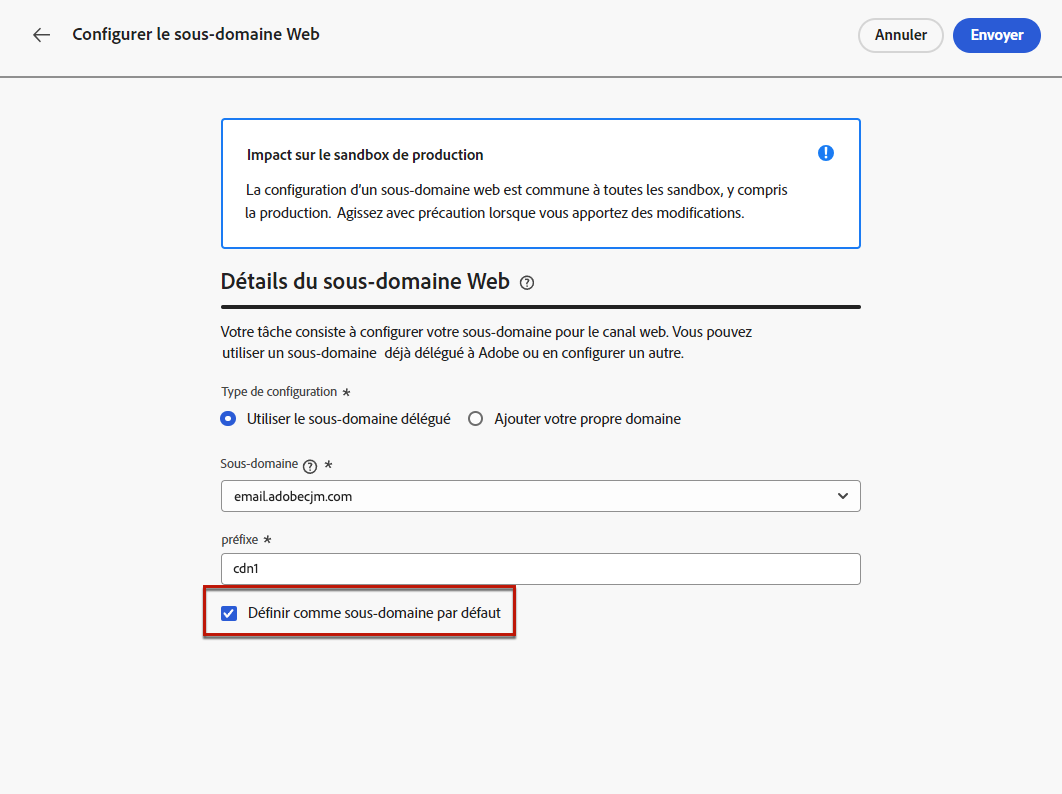 Configurer le sous-domaine Web
Annuler
Envoyer
Impact sur le sandbox de production
La configuration d'un sous-domaine web est commune à toutes les sandbox, y compris
la production. Agissez avec précaution lorsque vous apportez des modifications.
Détails du sous-domaine Web
Votre tâche consiste à configurer votre sous-domaine pour le canal web. Vous pouvez
utiliser un sous-domaine déjà délégué à Adobe ou en configurer un autre.
Type de configuration *
Utiliser le sous-domaine délégué
Ajouter votre propre domaine
Sous-domaine ? *
email.adobecjm.com
préfixe *
cdn1
Définir comme sous-domaine par défaut